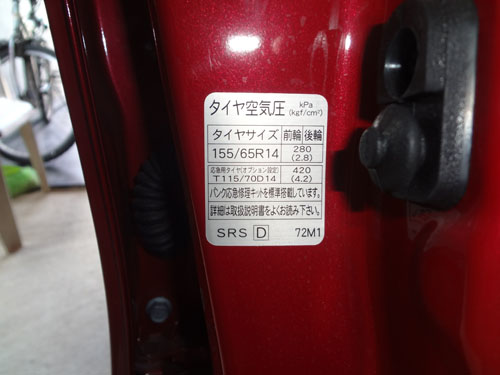 タイヤ空気圧 kPa (kgf/cm²)
タイヤサイズ 前輪 後輪
155/65R14 280 (2.8)
応急用タイヤ(オプション設定) T115/70D14 420 (4.2)
パンク応急修理キットを標準搭載しています。
詳細は取扱説明書をよくお読み下さい。
SRS D 72M1